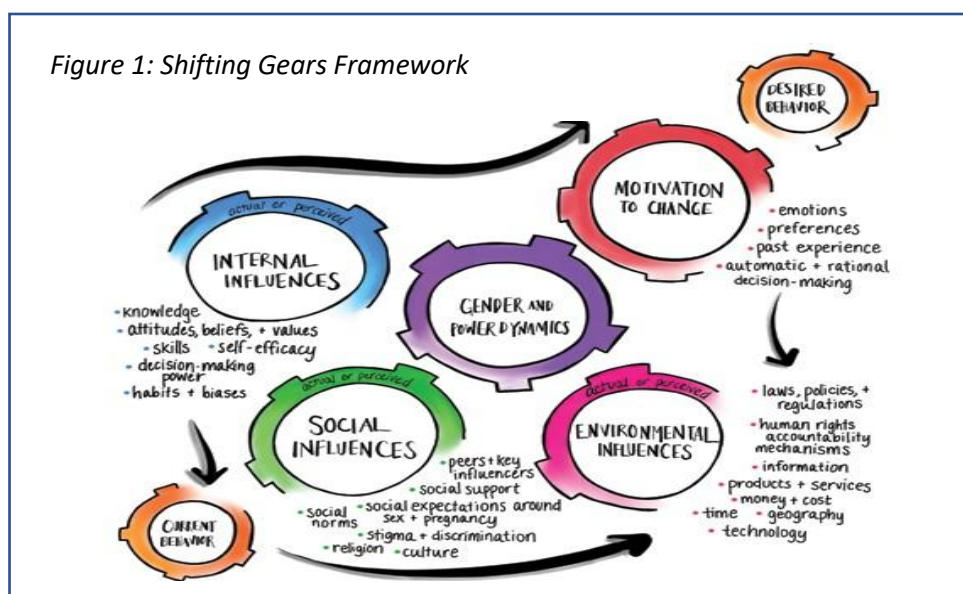 Figure 1: Shifting Gears Framework
DESIRED
BEHAVIOR
MOTIVATION
TO CHANGE
• emotions
• preferences
• past experience
• automatic + rational
decision-making
actual or perceived
INTERNAL
INFLUENCES
• knowledge
• attitudes, beliefs, + values
• skills • self-efficacy
• decision-making
power
• habits + biases
GENDER AND
POWER DYNAMICS
actual or perceived
SOCIAL
INFLUENCES
• peers + key
influencers
• social support
• social
norms
• social expectations around
sex + pregnancy
• stigma + discrimination
• religion • culture
actual or perceived
ENVIRONMENTAL
INFLUENCES
• laws, policies, +
regulations
• human rights
accountability
mechanisms
• information
• products + services
• money + cost
• time • geography
• technology
CURRENT
BEHAVIOR